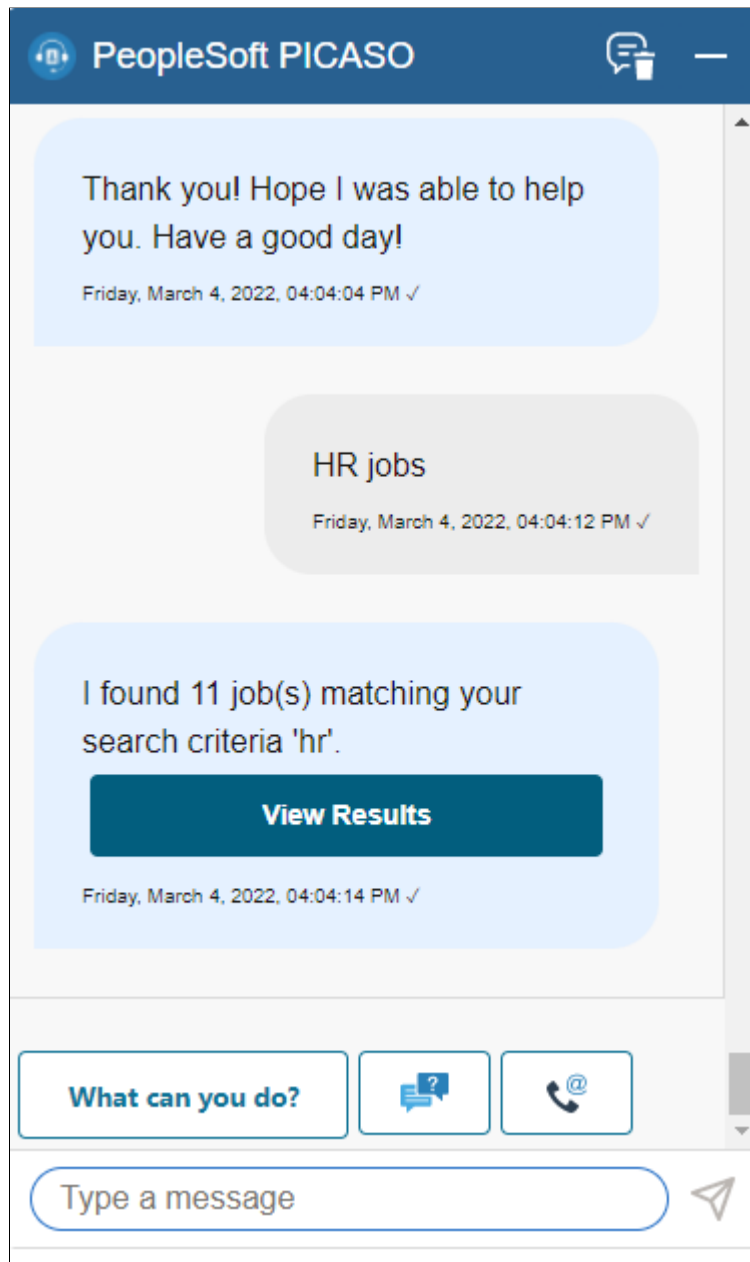 PeopleSoft PICASO
Thank you! Hope I was able to help
you. Have a good day!
Friday, March 4, 2022, 04:04:04 PM ✓
HR jobs
Friday, March 4, 2022, 04:04:12 PM ✓
I found 11 job(s) matching your
search criteria 'hr'.
View Results
Friday, March 4, 2022, 04:04:14 PM ✓
What can you do?
?
@
Type a message